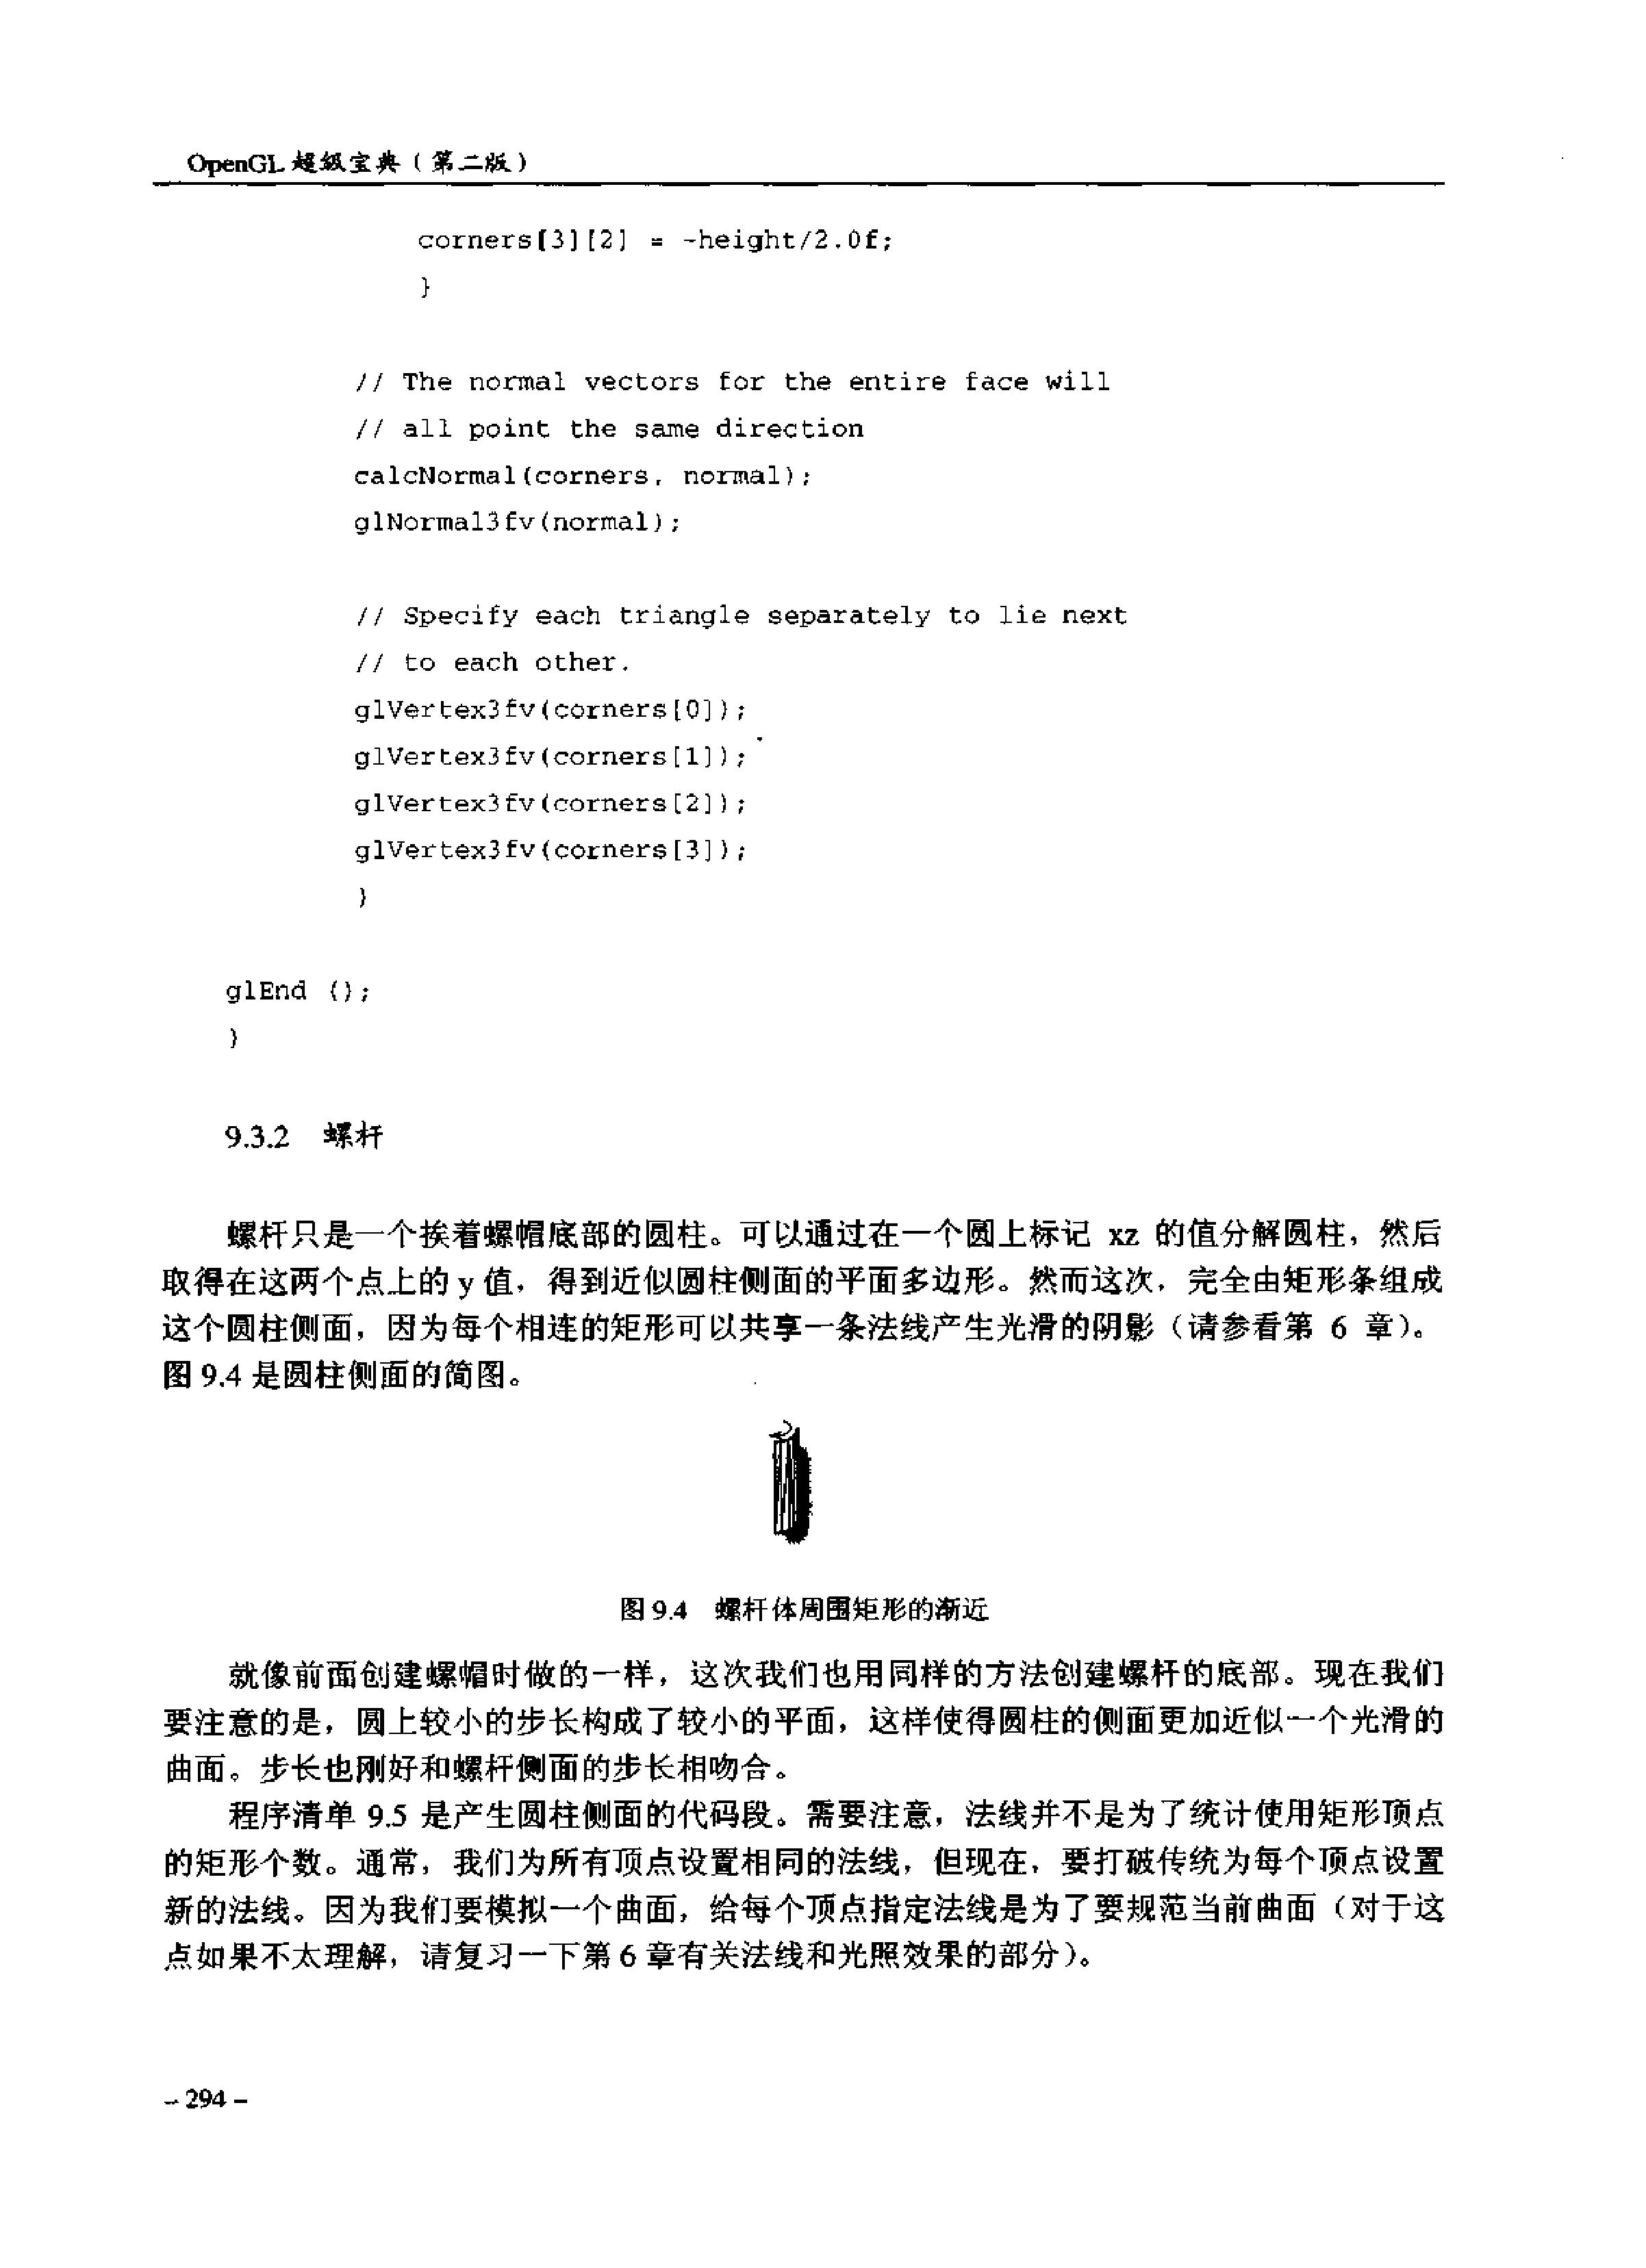 OpenGL 超级宝典（第二版）
corners[3][2] = -height/2.0f;
}
// The normal vectors for the entire face will
// all point the same direction
calcNormal(corners, normal);
glNormal3fv(normal);
// Specify each triangle separately to lie next
// to each other.
glVertex3fv(corners[0]);
glVertex3fv(corners[1]);
glVertex3fv(corners[2]);
glVertex3fv(corners[3]);
}
glEnd ();
}
9.3.2 螺杆
螺杆只是一个挨着螺帽底部的圆柱。可以通过在一个圆上标记 xz 的值分解圆柱，然后
取得在这两个点上的 y 值，得到近似圆柱侧面的平面多边形。然而这次，完全由矩形条组成
这个圆柱侧面，因为每个相连的矩形可以共享一条法线产生光滑的阴影（请参看第 6 章）。
图 9.4 是圆柱侧面的简图。
图 9.4 螺杆体周围矩形的渐近
就像前面创建螺帽时做的一样，这次我们也用同样的方法创建螺杆的底部。现在我们
要注意的是，圆上较小的步长构成了较小的平面，这样使得圆柱的侧面更加近似一个光滑的
曲面。步长也刚好和螺杆侧面的步长相吻合。
程序清单 9.5 是产生圆柱侧面的代码段。需要注意，法线并不是为了统计使用矩形顶点
的矩形个数。通常，我们为所有顶点设置相同的法线，但现在，要打破传统为每个顶点设置
新的法线。因为我们要模拟一个曲面，给每个顶点指定法线是为了要规范当前曲面（对于这
点如果不太理解，请复习一下第 6 章有关法线和光照效果的部分）。
- 294 -